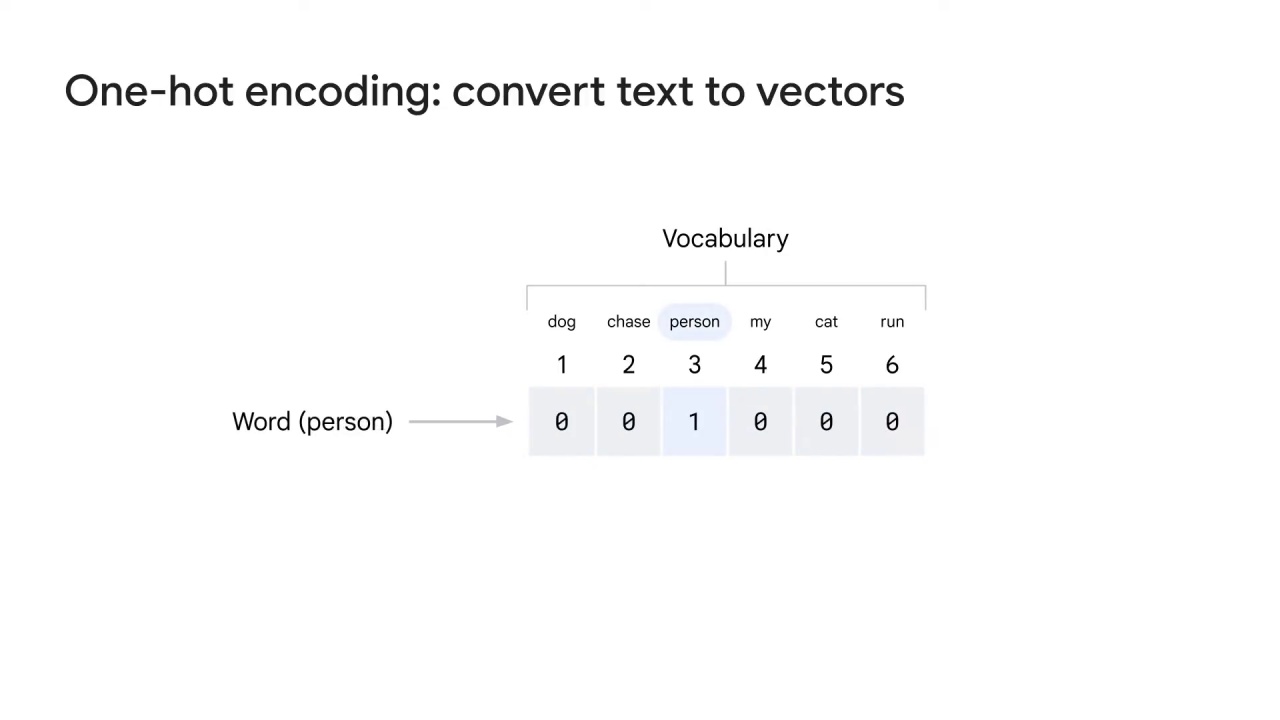 One-hot encoding: convert text to vectors
Vocabulary
dog chase person my cat run
1 2 3 4 5 6
Word (person) 0 0 1 0 0 0